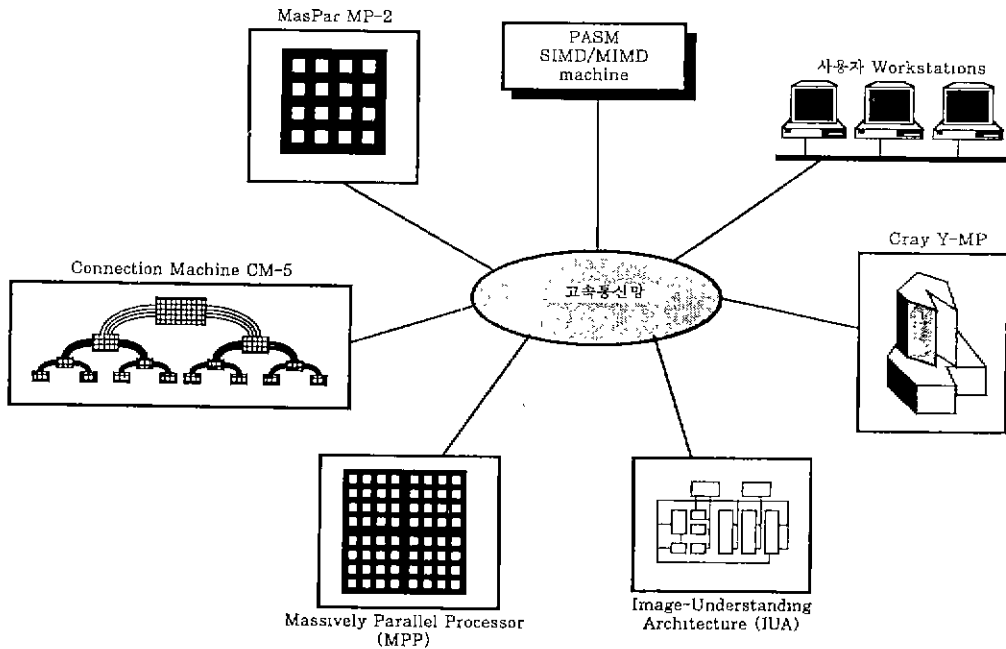 MasPar MP-2
PASM
SIMD/MIMD
machine
사용자 Workstations
Connection Machine CM-5
고속통신망
Cray Y-MP
Massively Parallel Processor
(MPP)
Image-Understanding
Architecture (IUA)